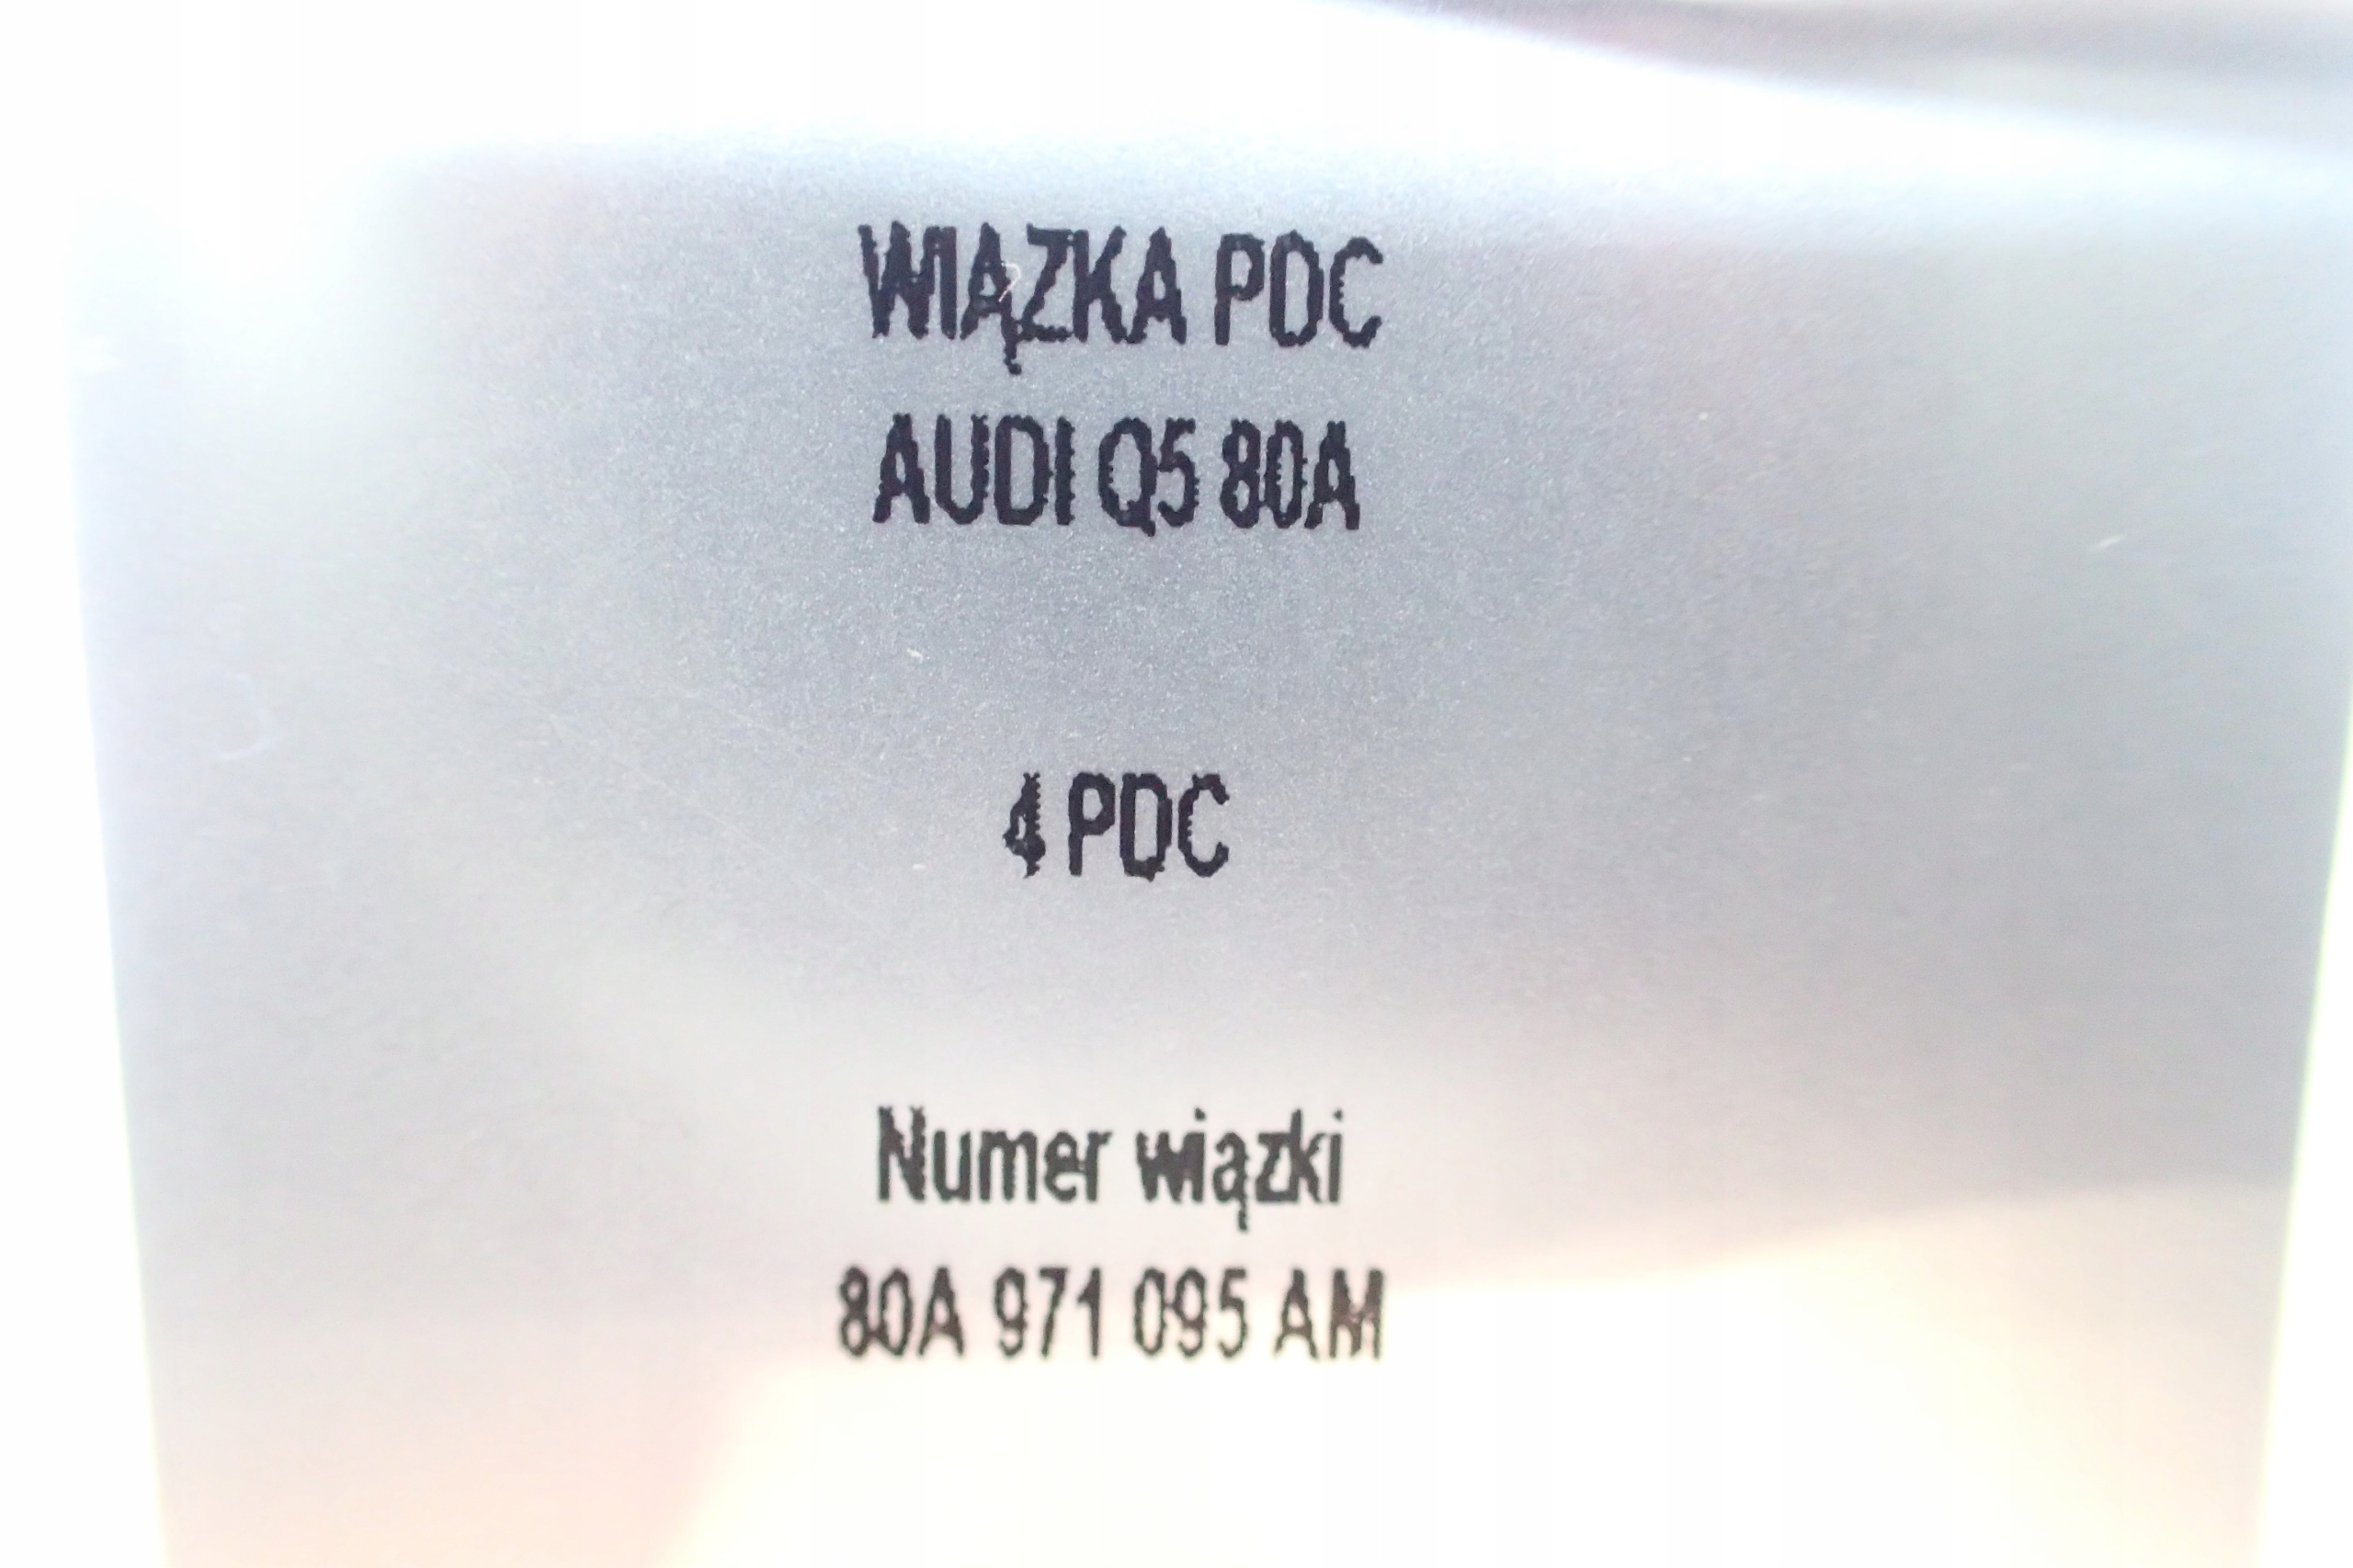 WIĄZKA PDC
AUDI Q5 80A
4 PDC
Numer wiązki
80A 971 095 AM